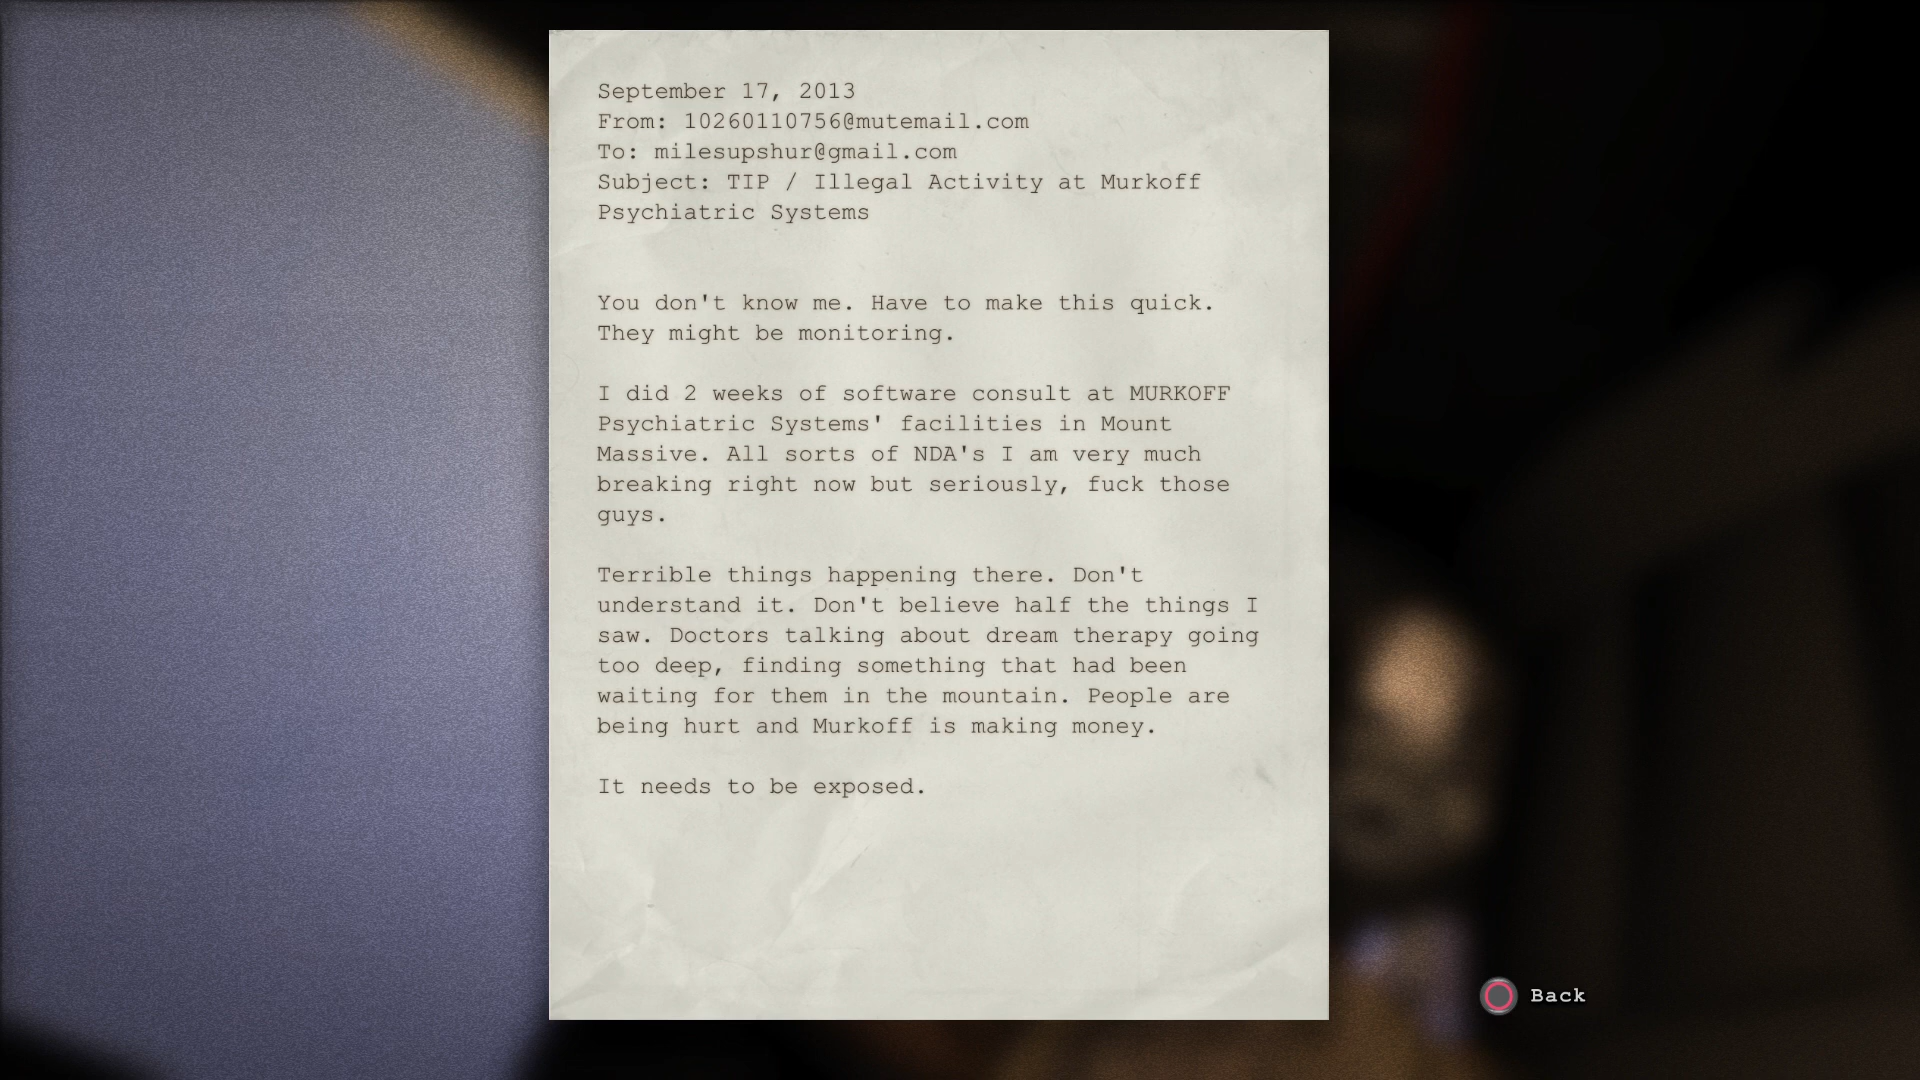 September 17, 2013
From: 10260110756@mutemail.com
To: milesupshur@gmail.com
Subject: TIP / Illegal Activity at Murkoff
Psychiatric Systems
You don't know me. Have to make this quick.
They might be monitoring.
I did 2 weeks of software consult at MURKOFF
Psychiatric Systems' facilities in Mount
Massive. All sorts of NDA's I am very much
breaking right now but seriously, fuck those
guys.
Terrible things happening there. Don't
understand it. Don't believe half the things I
saw. Doctors talking about dream therapy going
too deep, finding something that had been
waiting for them in the mountain. People are
being hurt and Murkoff is making money.
It needs to be exposed.
Back